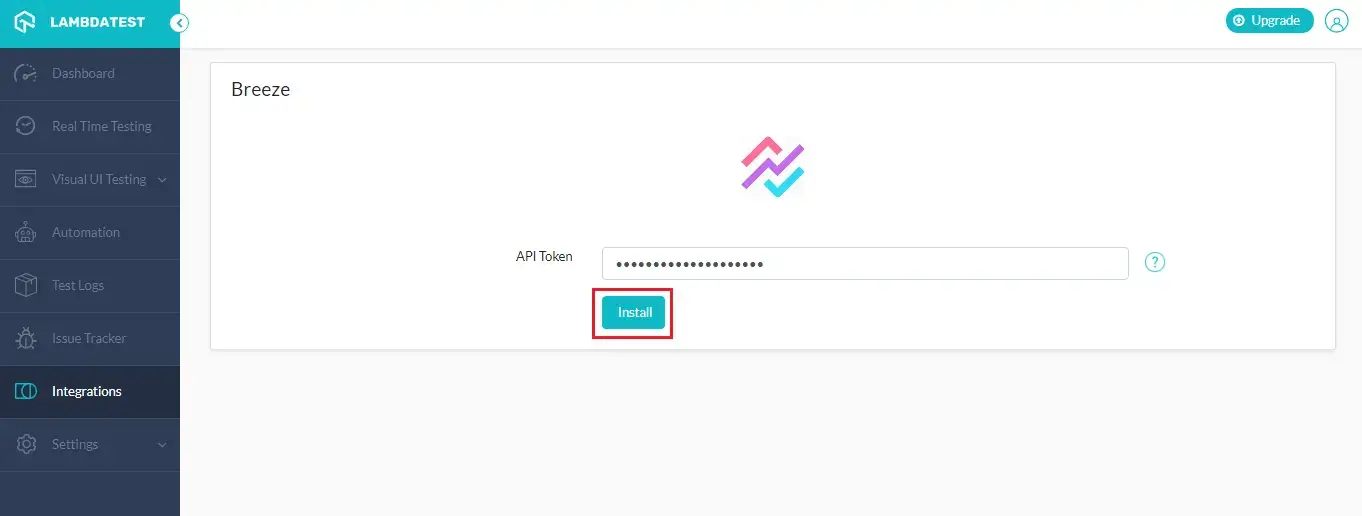 LAMBDATEST
Upgrade
Dashboard
Real Time Testing
Visual UI Testing
Automation
Test Logs
Issue Tracker
Integrations
Settings
Breeze
API Token
••••••••••••••••••••
?
Install